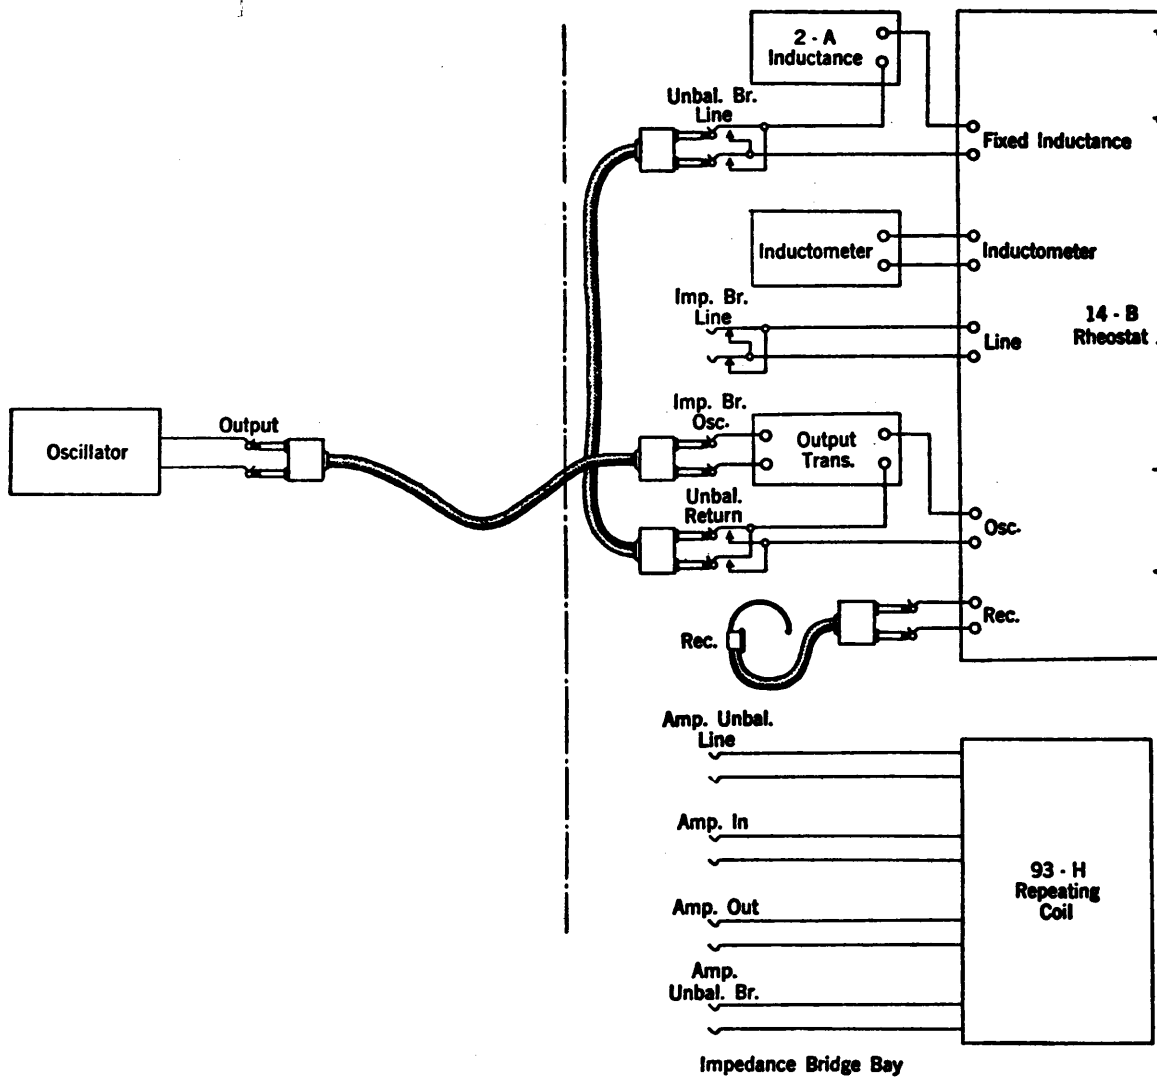 2 - A
Inductance
Unbal. Br.
Line
Fixed Inductance
Inductometer
Inductometer
Imp. Br.
Line
Line
14 - B
Rheostat
Imp. Br.
Osc.
Output
Oscillator
Output
Trans.
Unbal.
Return
Osc.
Rec.
Rec.
Amp. Unbal.
Line
Amp. In
93 - H
Repeating
Coil
Amp. Out
Amp.
Unbal. Br.
Impedance Bridge Bay